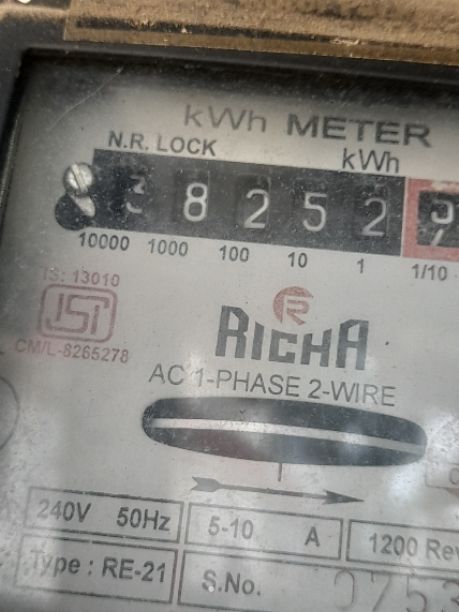 kWh METER
N.R. LOCK kWh
8 2 5 2
10000 1000 100 10 1 1/10
IS: 13010
ISI
CM/L-8265278
R
RICHA
AC 1-PHASE 2-WIRE
240V 50Hz 5-10 A 1200 Rev
Type : RE-21 S.No. 0753